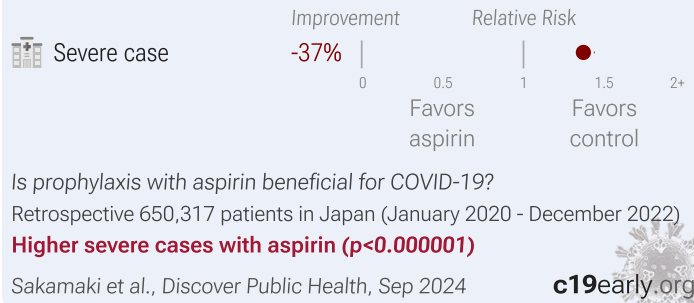 Improvement Relative Risk
Severe case -37%
0 0.5 1 1.5 2+
Favors aspirin Favors control
Is prophylaxis with aspirin beneficial for COVID-19?
Retrospective 650,317 patients in Japan (January 2020 - December 2022)
Higher severe cases with aspirin (p<0.000001)
Sakamaki et al., Discover Public Health, Sep 2024 c19early.org